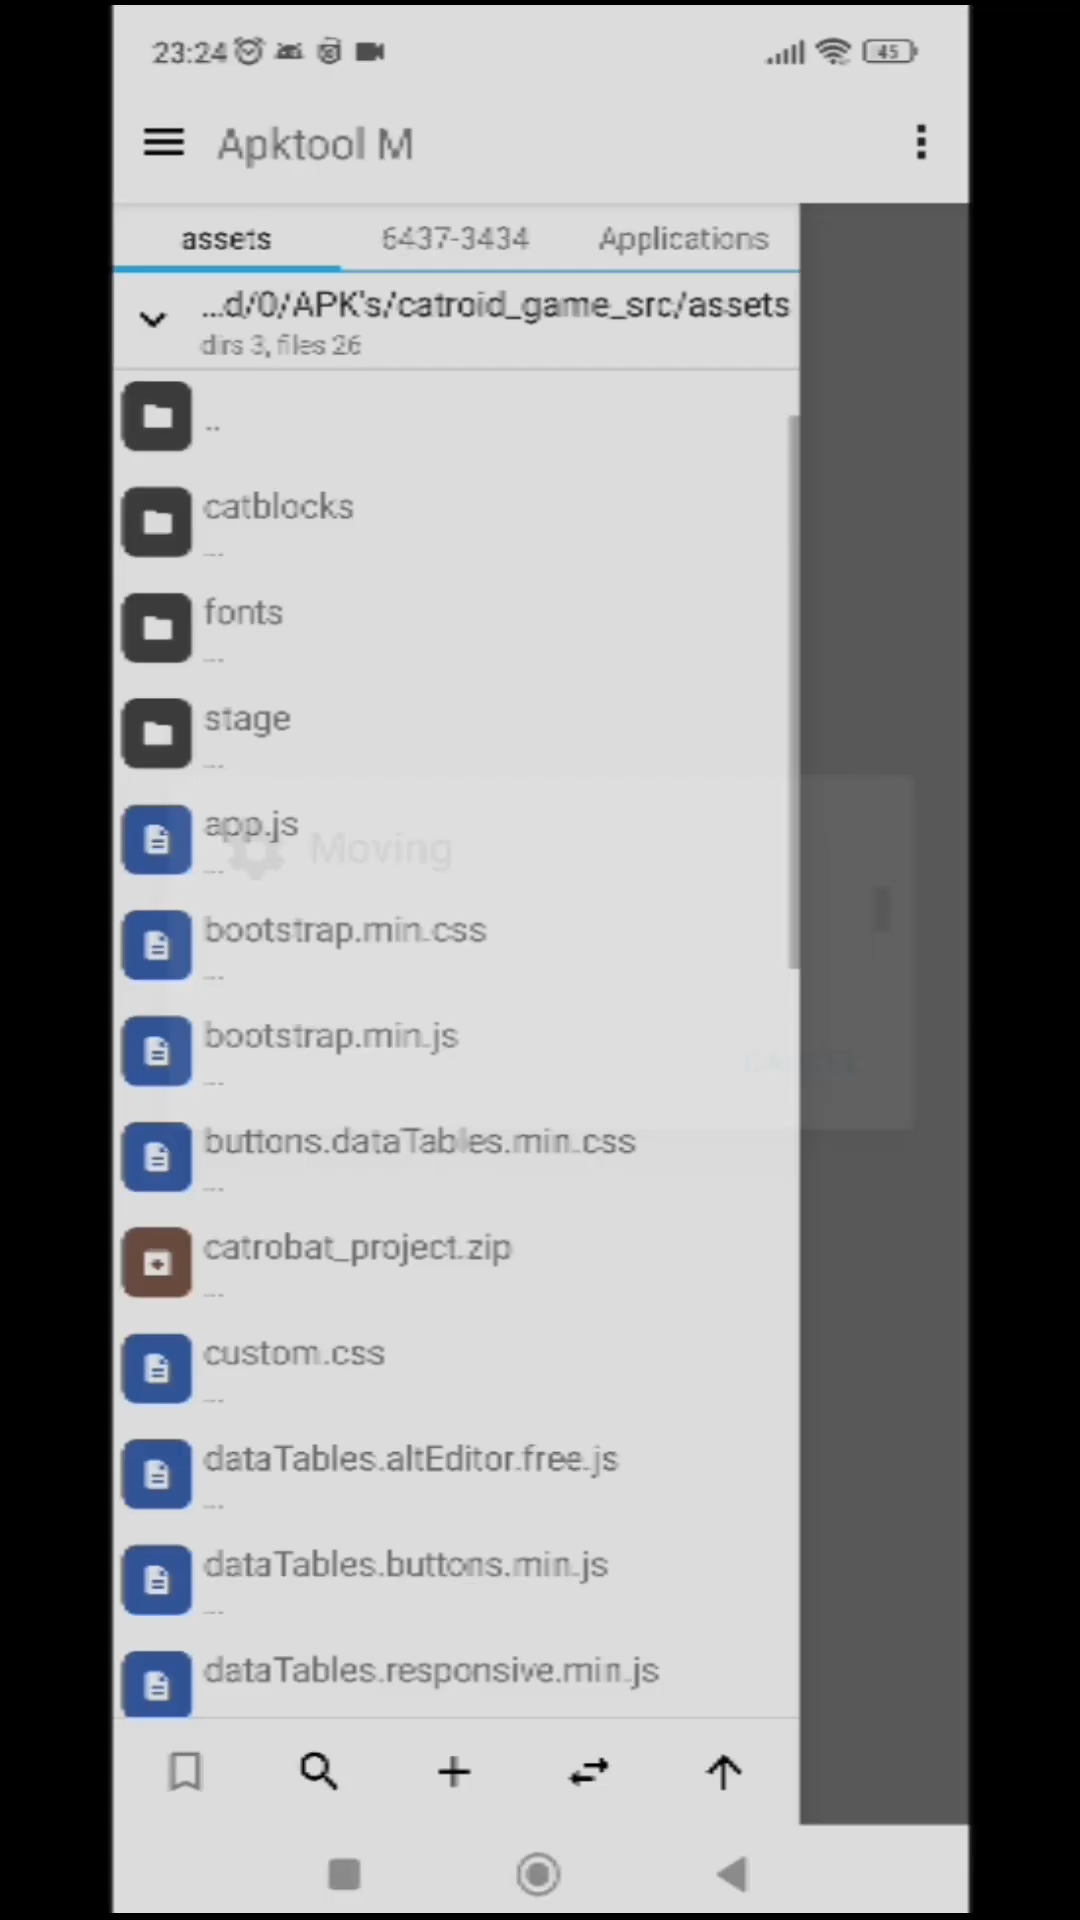 23:24
45
Apktool M
assets
6437-3434
Applications
...d/0/APK's/catroid_game_src/assets
dirs 3, files 26
..
catblocks
fonts
stage
app.js
Moving
bootstrap.min.css
bootstrap.min.js
CANCEL
buttons.dataTables.min.css
catrobat_project.zip
custom.css
dataTables.altEditor.free.js
dataTables.buttons.min.js
dataTables.responsive.min.js